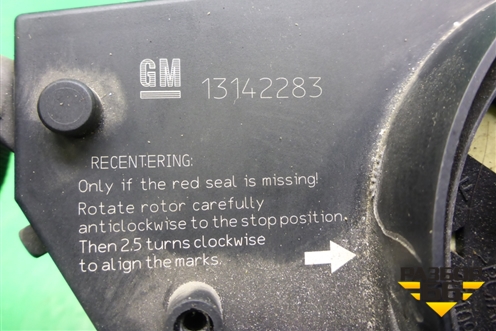 GM 13142283
RECENTERING:
Only if the red seal is missing!
Rotate rotor carefully
anticlockwise to the stop position.
Then 2.5 turns clockwise
to align the marks.